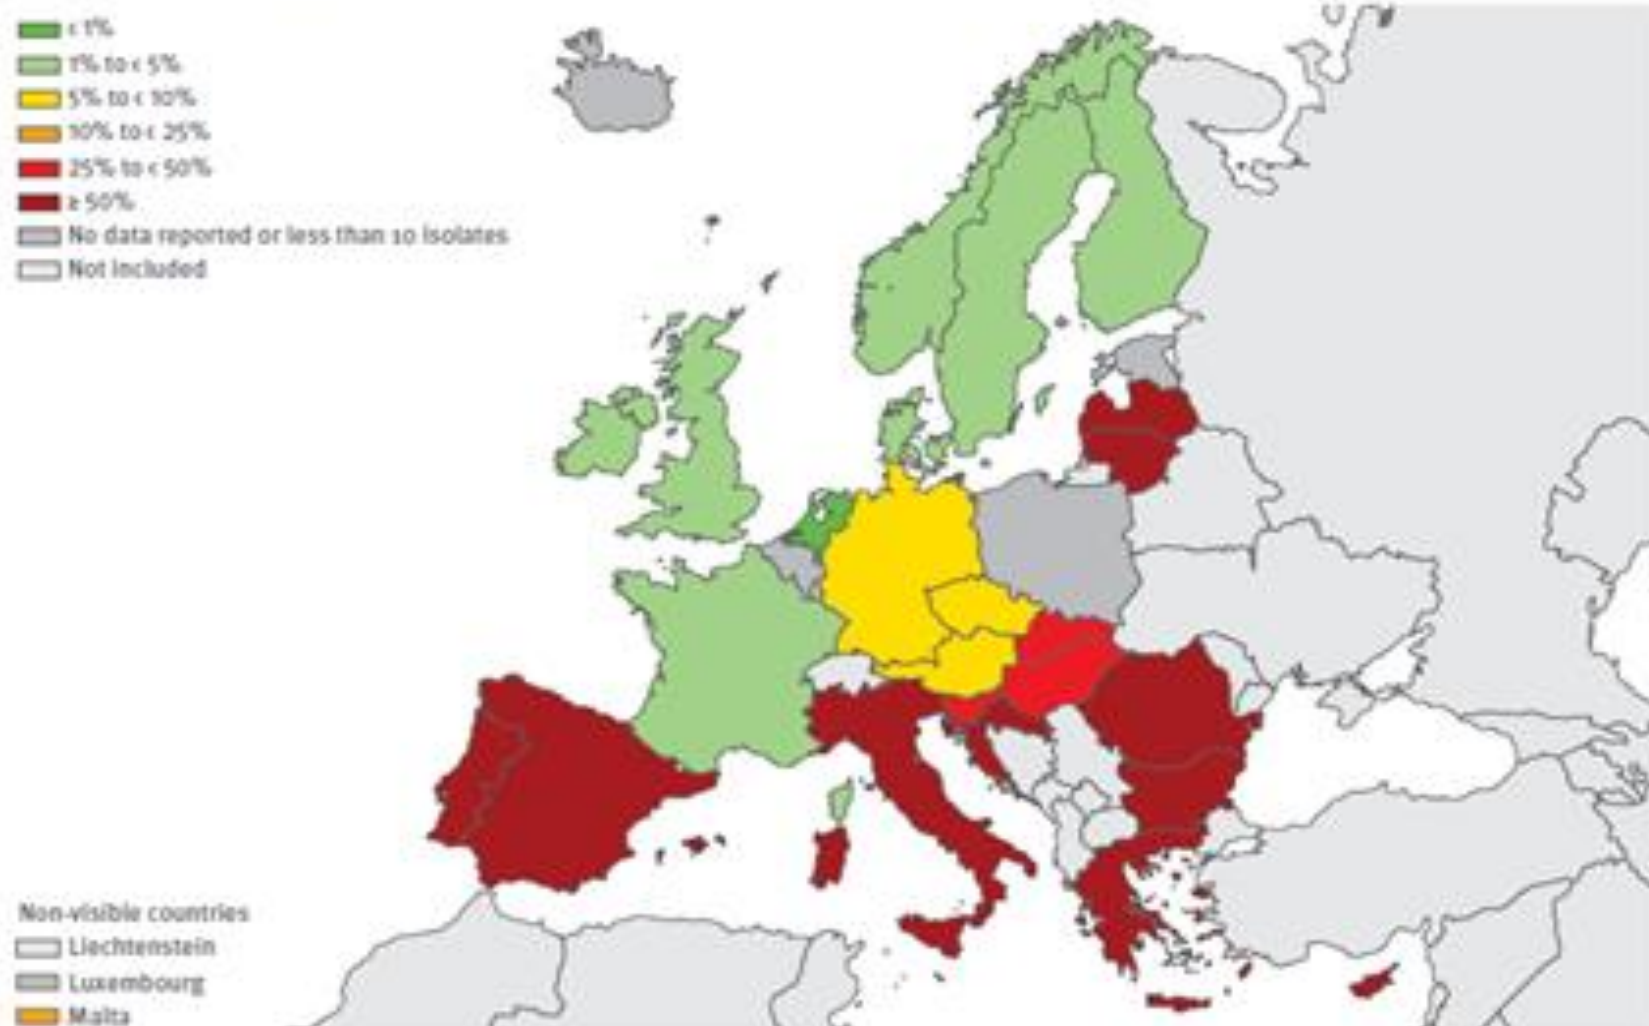 < 1%
1% to < 5%
5% to < 10%
10% to < 25%
25% to < 50%
≥ 50%
No data reported or less than 10 isolates
Not included
Non-visible countries
Liechtenstein
Luxembourg
Malta